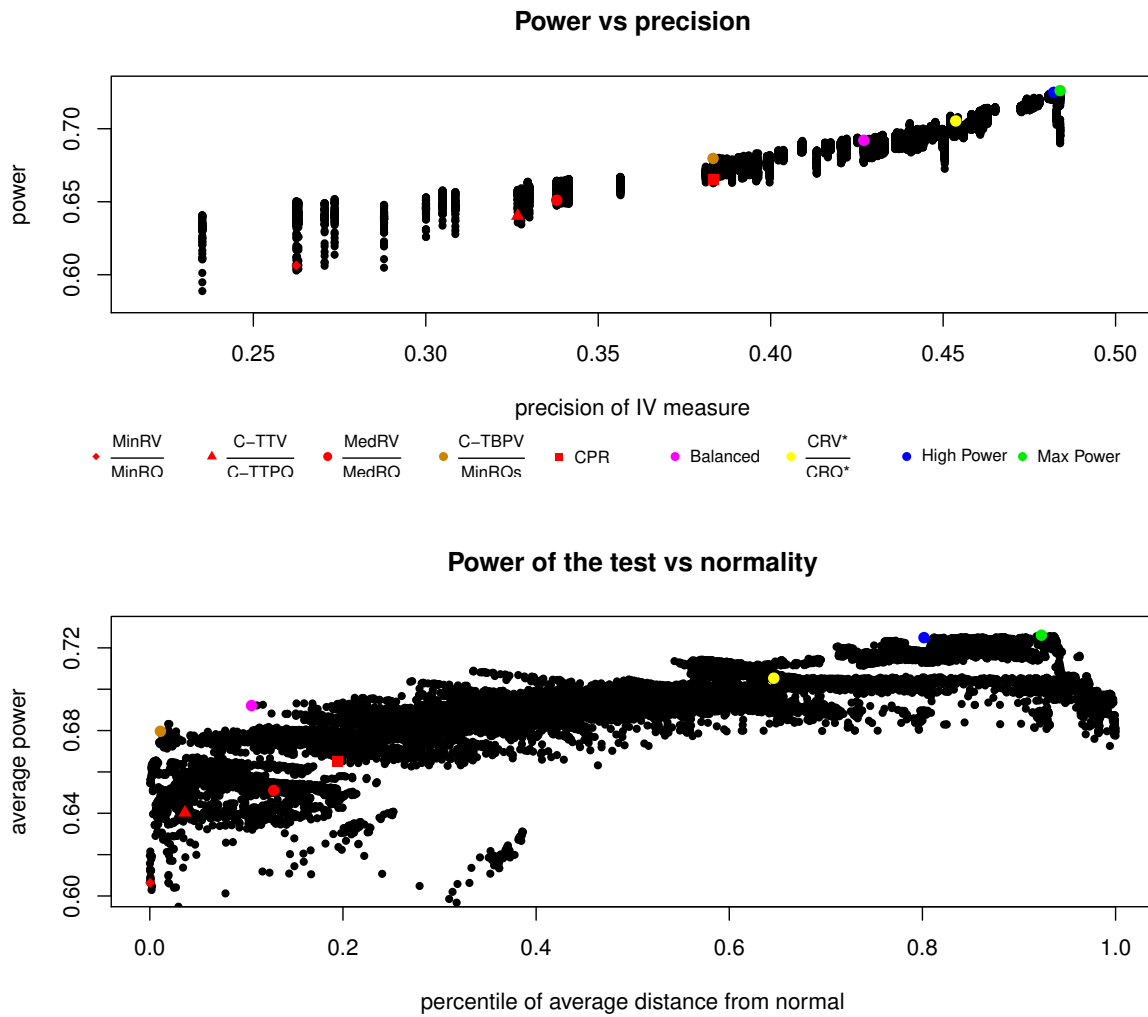 Power vs precision
power
0.60
0.65
0.70
0.25 0.30 0.35 0.40 0.45 0.50
precision of IV measure
MinRV C−TTV MedRV C−TBPV CRV*
CPR Balanced High Power Max Power
MinRQ C−TTPQ MedRQ MinRQs CRQ*
Power of the test vs normality
average power
0.60
0.64
0.68
0.72
0.0 0.2 0.4 0.6 0.8 1.0
percentile of average distance from normal